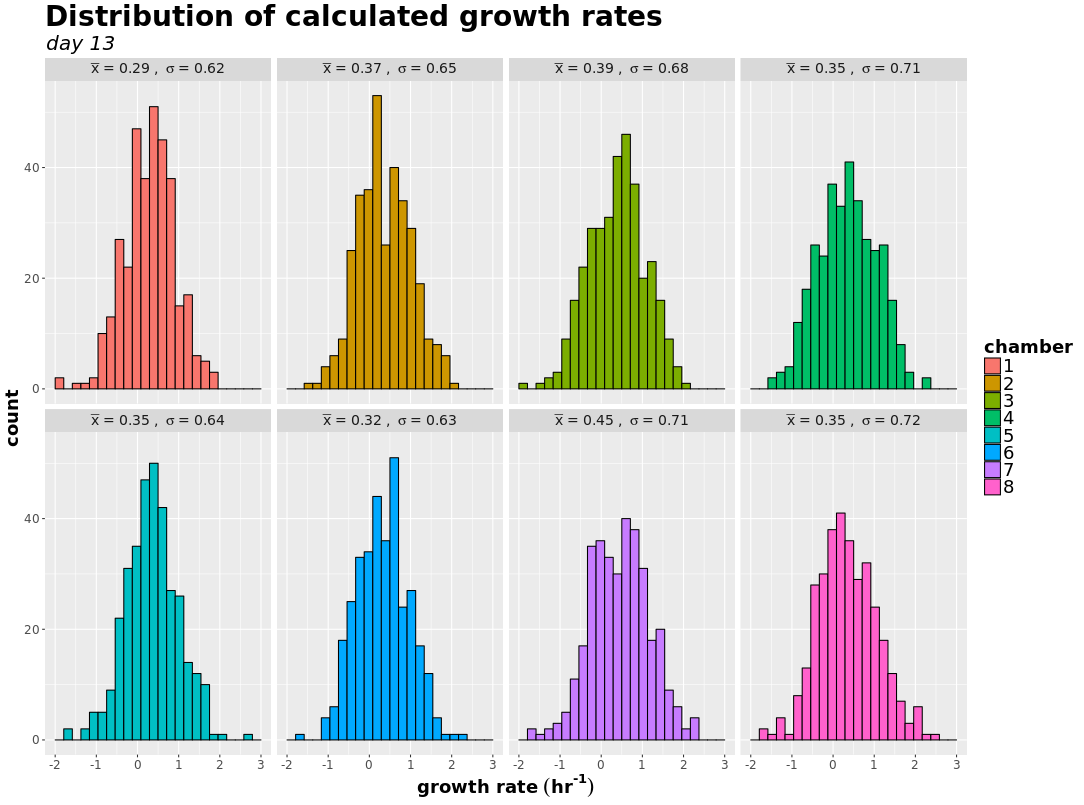 Distribution of calculated growth rates
day 13
x̅ = 0.29 , σ = 0.62
x̅ = 0.37 , σ = 0.65
x̅ = 0.39 , σ = 0.68
x̅ = 0.35 , σ = 0.71
40
20
0
x̅ = 0.35 , σ = 0.64
x̅ = 0.32 , σ = 0.63
x̅ = 0.45 , σ = 0.71
x̅ = 0.35 , σ = 0.72
40
20
0
-2 -1 0 1 2 3
-2 -1 0 1 2 3
-2 -1 0 1 2 3
-2 -1 0 1 2 3
growth rate (hr⁻¹)
count
chamber
1
2
3
4
5
6
7
8